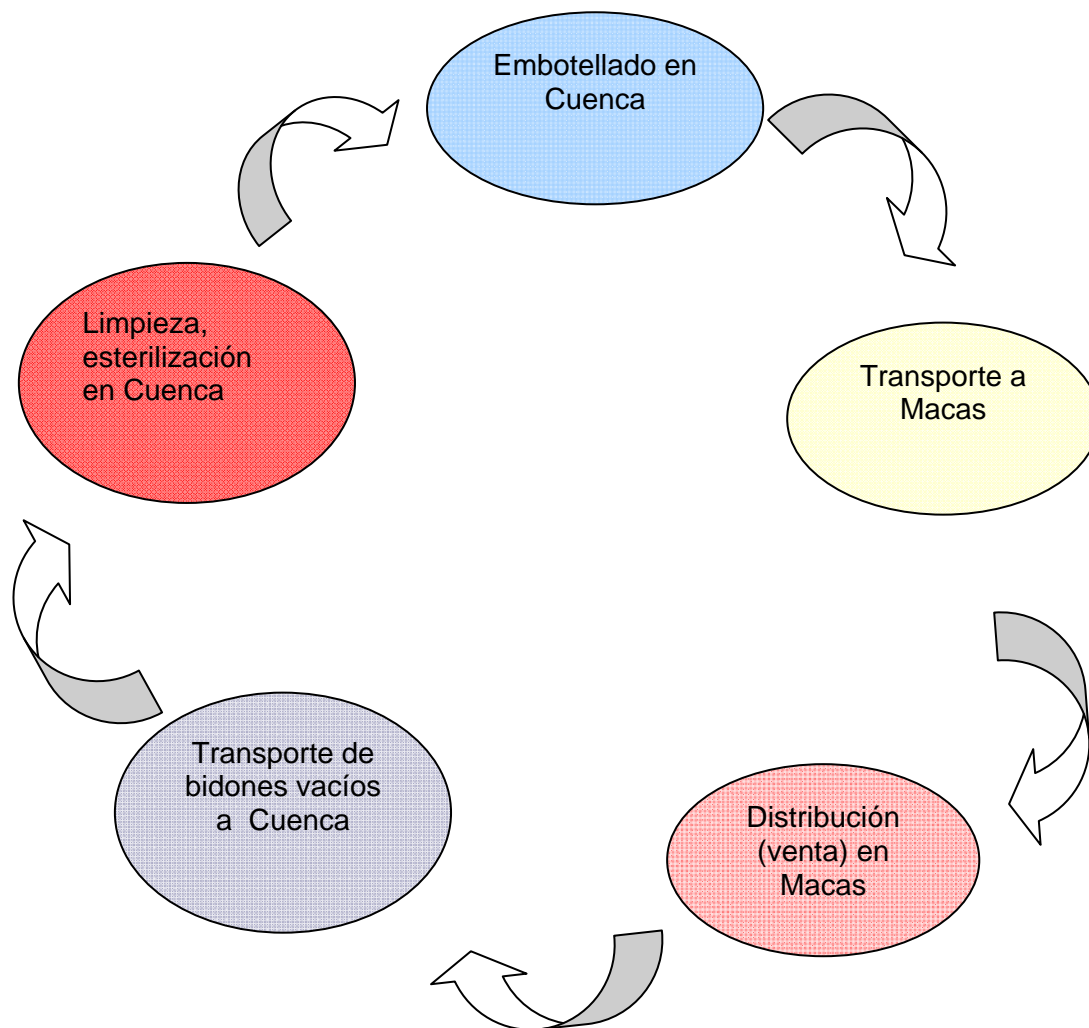 Embotellado en
Cuenca
Transporte a
Macas
Distribución
(venta) en
Macas
Transporte de
bidones vacíos
a  Cuenca
Limpieza,
esterilización
en Cuenca